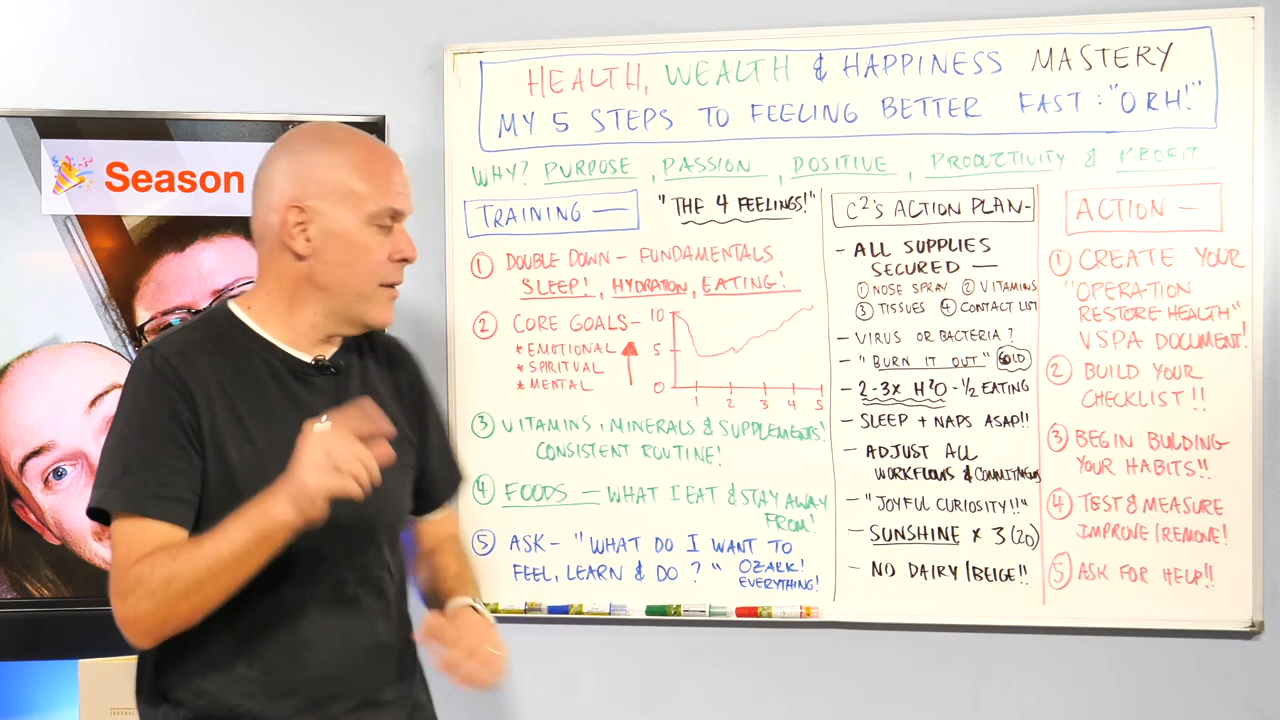 Season
HEALTH, WEALTH & HAPPINESS MASTERY
MY 5 STEPS TO FEELING BETTER FAST: "ORH!"
WHY? PURPOSE, PASSION, POSITIVE, PRODUCTIVITY & PROFIT
TRAINING — "THE 4 FEELINGS!"
① DOUBLE DOWN - FUNDAMENTALS
SLEEP!, HYDRATION, EATING!
② CORE GOALS-
* EMOTIONAL
* SPIRITUAL
* MENTAL
10
5
0
1 2 3 4 5
③ VITAMINS, MINERALS & SUPPLEMENTS!
CONSISTENT ROUTINE!
④ FOODS — WHAT I EAT & STAY AWAY
FROM!
⑤ ASK- "WHAT DO I WANT TO
FEEL, LEARN & DO?" OZARK!
EVERYTHING!
C²'S ACTION PLAN-
- ALL SUPPLIES
SECURED —
① NOSE SPRAY ② VITAMINS
③ TISSUES ④ CONTACT LIST
- VIRUS OR BACTERIA?
- "BURN IT OUT" GOLD
- 2-3X H²O -½ EATING
- SLEEP + NAPS ASAP!!
- ADJUST ALL
WORKFLOWS & COMMITMENTS
- "JOYFUL CURIOSITY!!"
- SUNSHINE X 3 (20)
- NO DAIRY/BEIGE!!
ACTION —
① CREATE YOUR
"OPERATION
RESTORE HEALTH"
VSPA DOCUMENT!
② BUILD YOUR
CHECKLIST!!
③ BEGIN BUILDING
YOUR HABITS!!
④ TEST & MEASURE
IMPROVE/REMOVE!
⑤ ASK FOR HELP!!